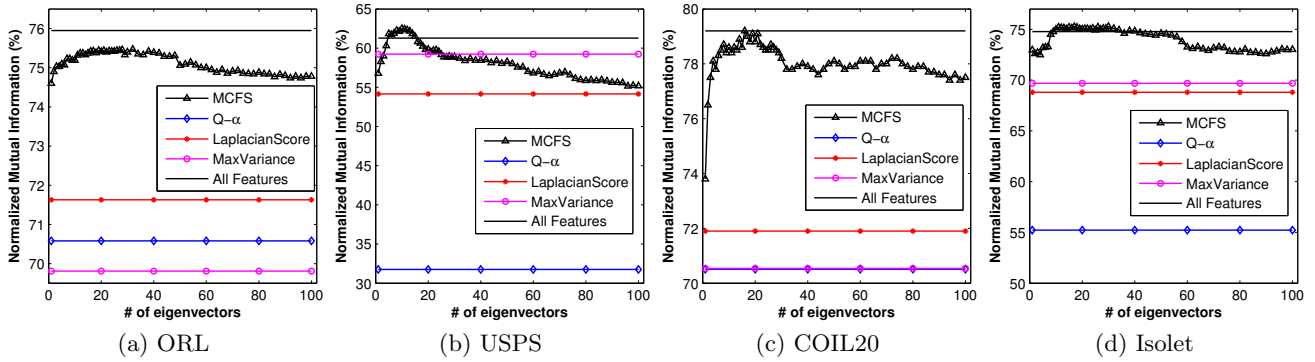 Normalized Mutual Information (%)
76
75
74
73
72
71
70
0
20
40
60
80
100
# of eigenvectors
MCFS
Q−α
LaplacianScore
MaxVariance
All Features
(a) ORL
Normalized Mutual Information (%)
65
60
55
50
45
40
35
30
0
20
40
60
80
100
# of eigenvectors
MCFS
Q−α
LaplacianScore
MaxVariance
All Features
(b) USPS
Normalized Mutual Information (%)
80
78
76
74
72
70
0
20
40
60
80
100
# of eigenvectors
MCFS
Q−α
LaplacianScore
MaxVariance
All Features
(c) COIL20
Normalized Mutual Information (%)
75
70
65
60
55
50
0
20
40
60
80
100
# of eigenvectors
MCFS
Q−α
LaplacianScore
MaxVariance
All Features
(d) Isolet